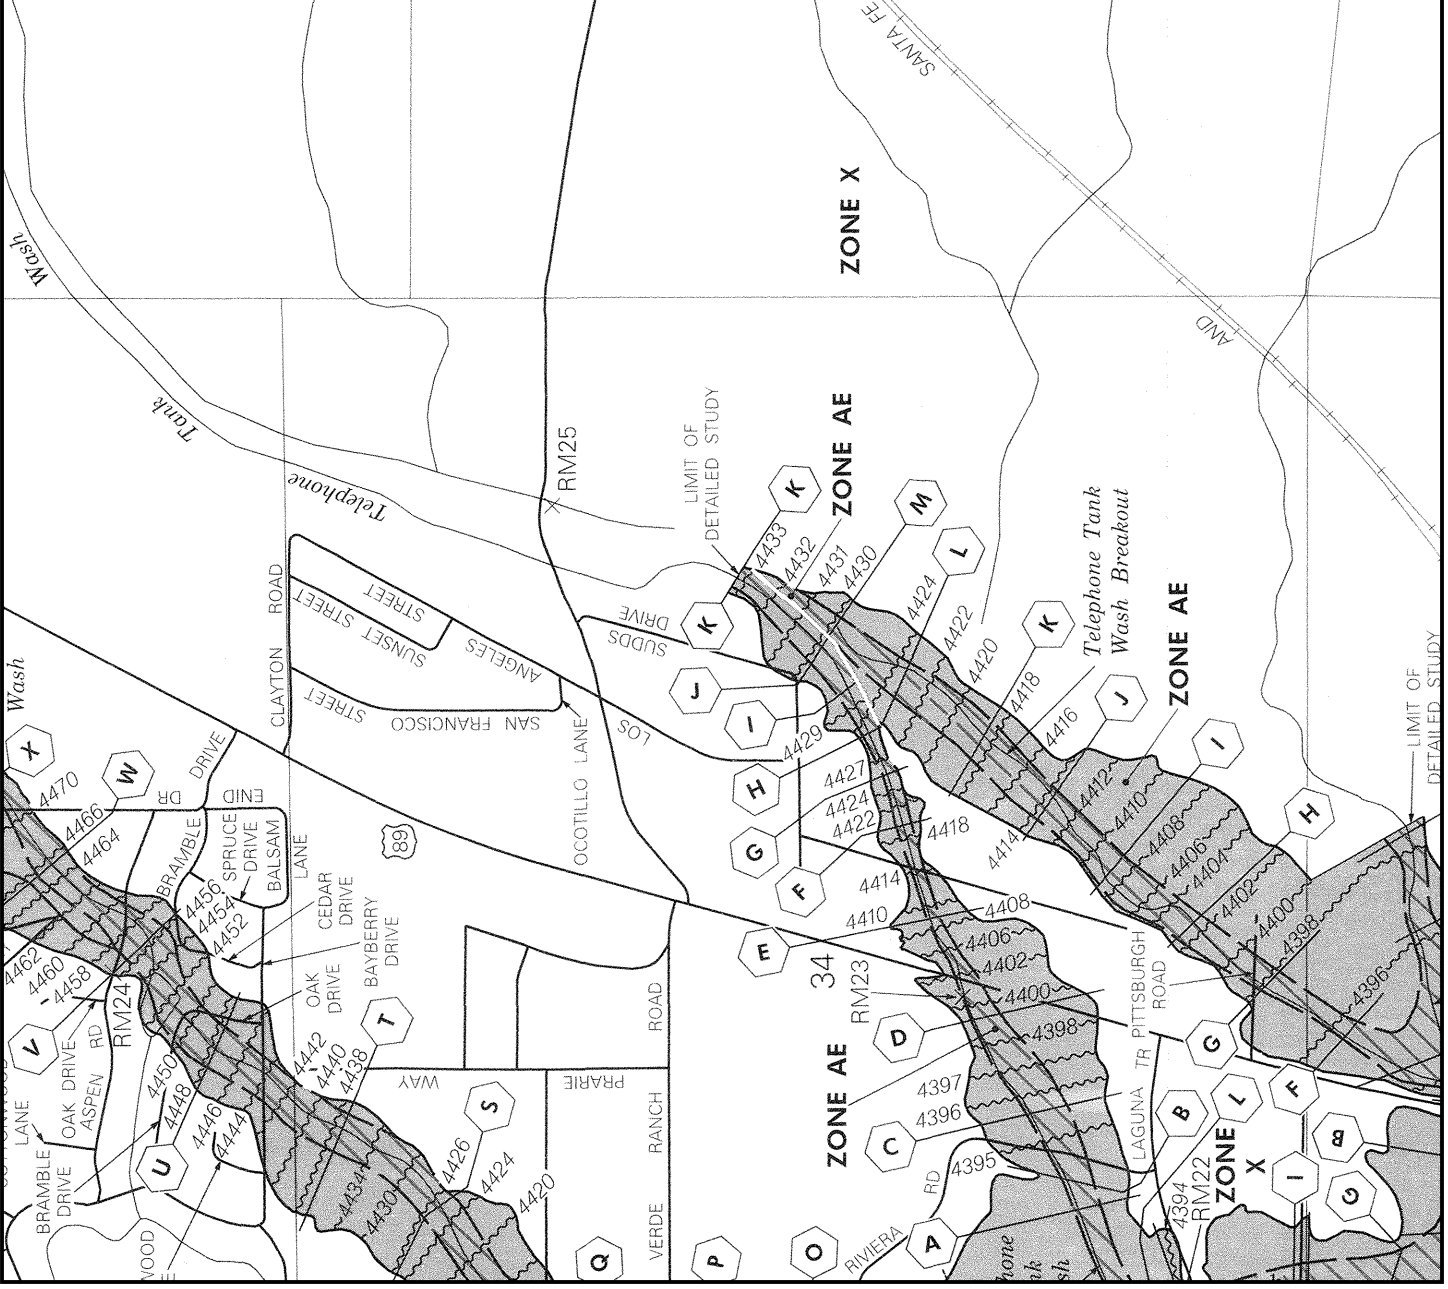 SANTA FE
Wash
ZONE X
AND
Tank
LIMIT OF
DETAILED STUDY
ZONE AE
RM25
K
Telephone
M
4433
4432
4431
4430
L
CLAYTON ROAD
STREET
SUNSET STREET
ANGELES
SUDDS
DRIVE
K
4424
4422
4420
4418
4416
K
Telephone Tank
Wash Breakout
ZONE AE
J
I
H
LIMIT OF
DETAILED STUDY
Wash
X
4470
W
4466
4464
DRIVE
DR
ENID
STREET
SAN FRANCISCO
LOS
OCOTILLO LANE
J
I
4429
H
4427
4424
4422
G
F
4418
4414
4410
4414
4412
4410
4408
4406
4404
4402
4400
4398
4396
BRAMBLE
SPRUCE
DRIVE
BALSAM
LANE
89
4456
4454
4452
CEDAR
DRIVE
BAYBERRY
DRIVE
OAK
DRIVE
4462
4460
4458
V
RM24
E
34
RM23
4408
4406
4402
4400
4398
PITTSBURGH
ROAD
D
G
ROAD
ZONE AE
LANE
OAK DRIVE
ASPEN RD
4450
4448
4446
4444
4442
4440
4438
T
WAY
PRARIE
S
4397
4396
C
4395
LAGUNA TR
B
L
F
B
ZONE
X
I
G
BRAMBLE
DRIVE
U
4434
4430
4426
4424
4420
VERDE RANCH
RD
RIVIERA
4394
RM22
WOOD
Q
P
O
A